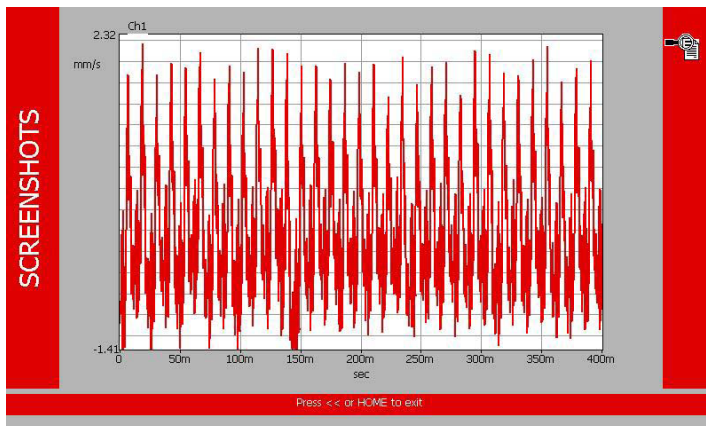 SCREENSHOTS
Ch1
2.32
mm/s
-1.41
0 50m 100m 150m 200m 250m 300m 350m 400m
sec
Press << or HOME to exit